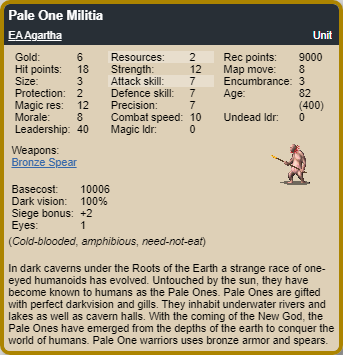 Pale One Militia
EA Agartha Unit
Gold: 6 Resources: 2 Rec points: 9000
Hit points: 18 Strength: 12 Map move: 8
Size: 3 Attack skill: 7 Encumbrance: 3
Protection: 2 Defence skill: 7 Age: 82
Magic res: 12 Precision: 7 (400)
Morale: 8 Combat speed: 10 Undead ldr: 0
Leadership: 40 Magic ldr: 0
Weapons:
Bronze Spear
Basecost: 10006
Dark vision: 100%
Siege bonus: +2
Eyes: 1
(Cold-blooded, amphibious, need-not-eat)
In dark caverns under the Roots of the Earth a strange race of one-
eyed humanoids has evolved. Untouched by the sun, they have
become known to humans as the Pale Ones. Pale Ones are gifted
with perfect darkvision and gills. They inhabit underwater rivers and
lakes as well as cavern halls. With the coming of the New God, the
Pale Ones have emerged from the depths of the earth to conquer the
world of humans. Pale One warriors uses bronze armor and spears.